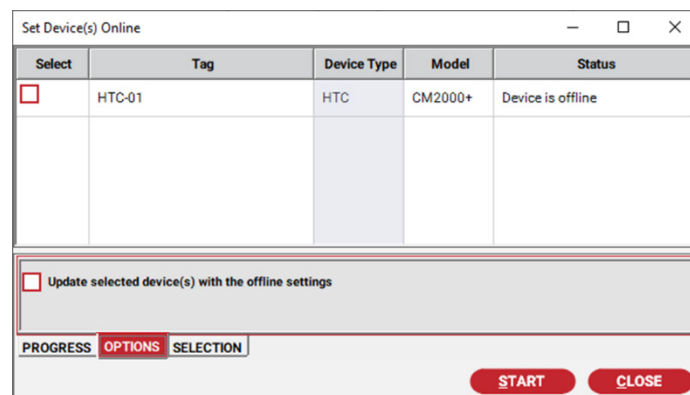 Set Device(s) Online
Select Tag Device Type Model Status
HTC-01 HTC CM2000+ Device is offline
Update selected device(s) with the offline settings
PROGRESS OPTIONS SELECTION
START CLOSE